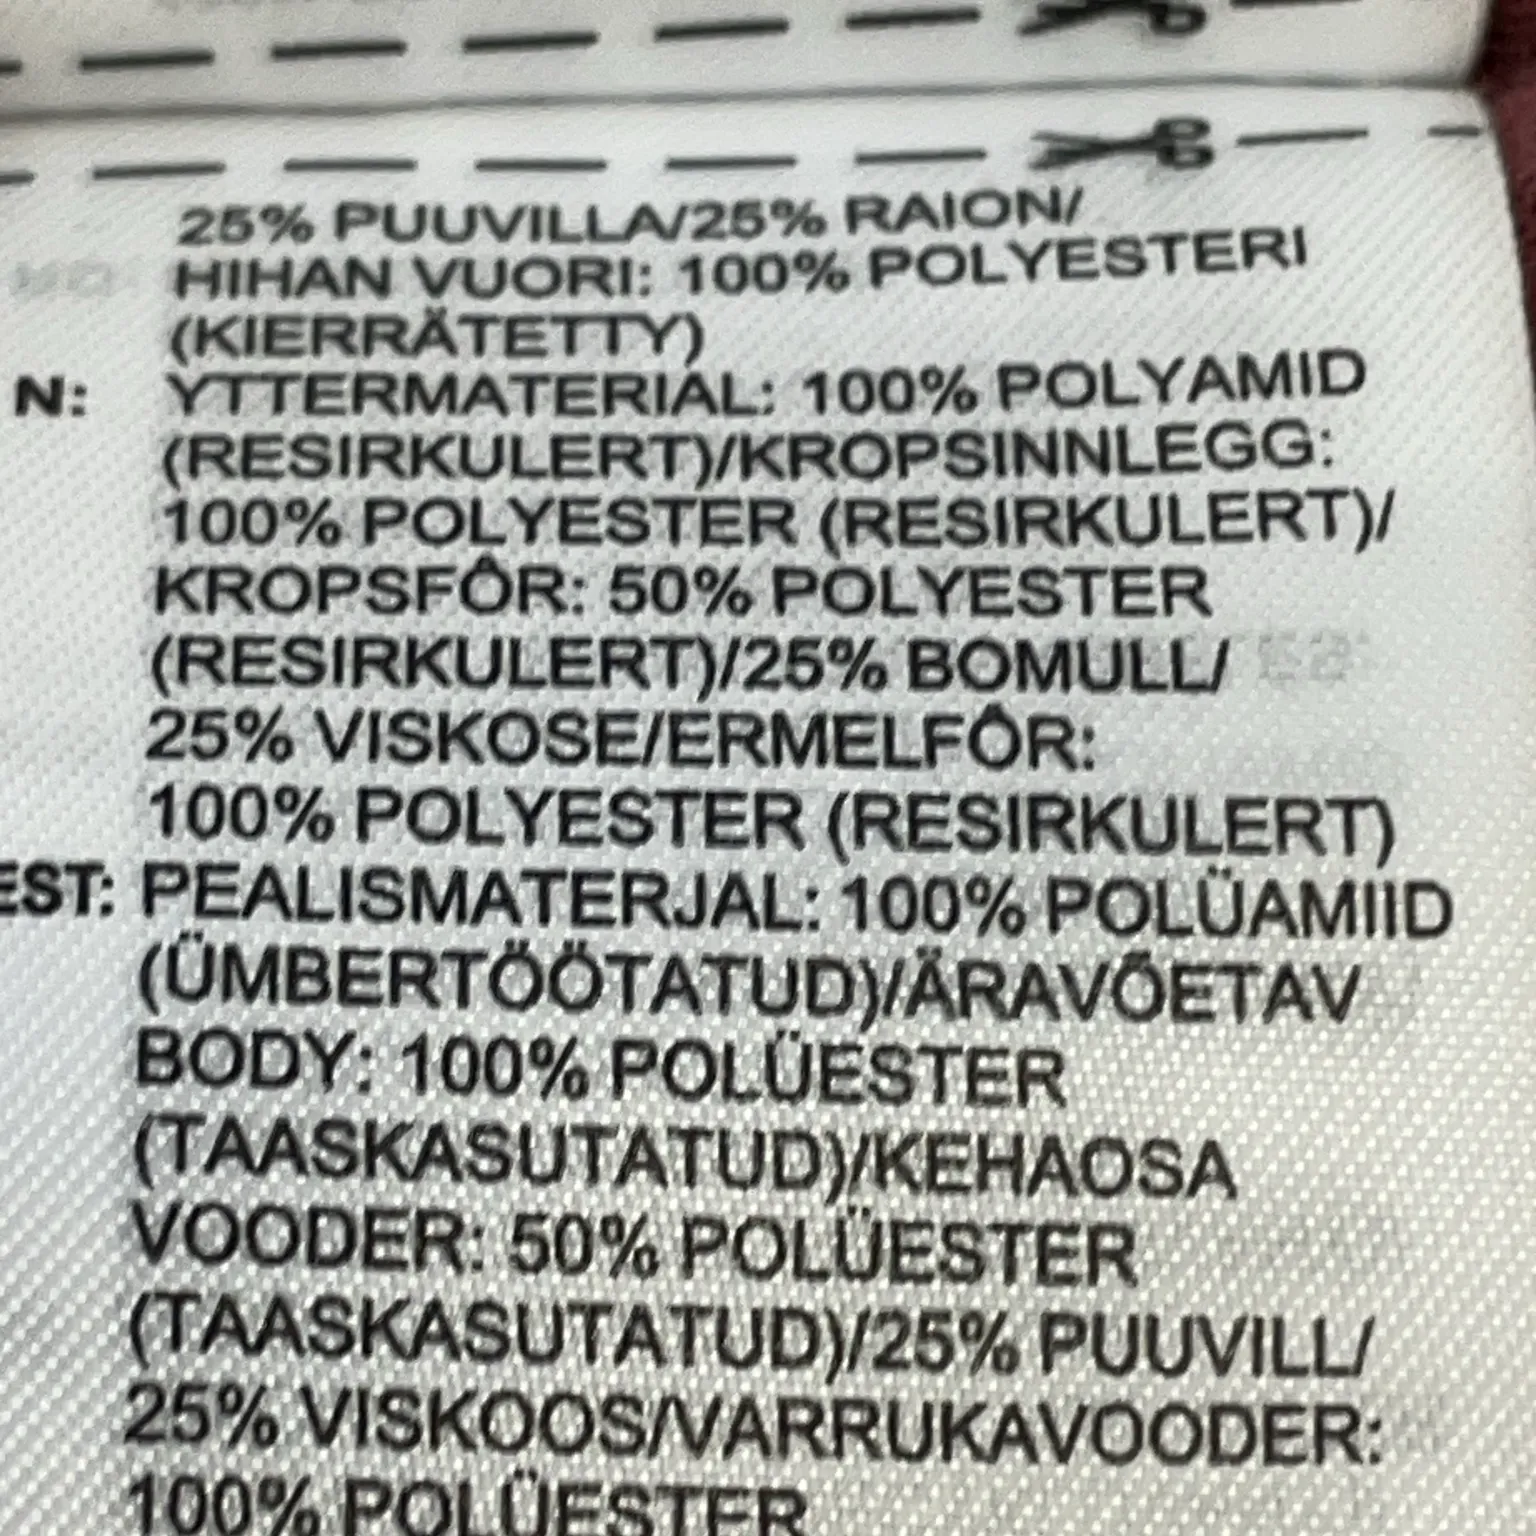 25% PUUVILLA/25% RAION/
HIHAN VUORI: 100% POLYESTERI
(KIERRÄTETTY)
N: YTTERMATERIAL: 100% POLYAMID
(RESIRKULERT)/KROPSINNLEGG:
100% POLYESTER (RESIRKULERT)/
KROPSFÔR: 50% POLYESTER
(RESIRKULERT)/25% BOMULL/
25% VISKOSE/ERMELFÔR:
100% POLYESTER (RESIRKULERT)
EST: PEALISMATERJAL: 100% POLÜAMIID
(ÜMBERTÖÖTATUD)/ÄRAVÕETAV
BODY: 100% POLÜESTER
(TAASKASUTATUD)/KEHAOSA
VOODER: 50% POLÜESTER
(TAASKASUTATUD)/25% PUUVILL/
25% VISKOOS/VARRUKAVOODER:
100% POLÜESTER